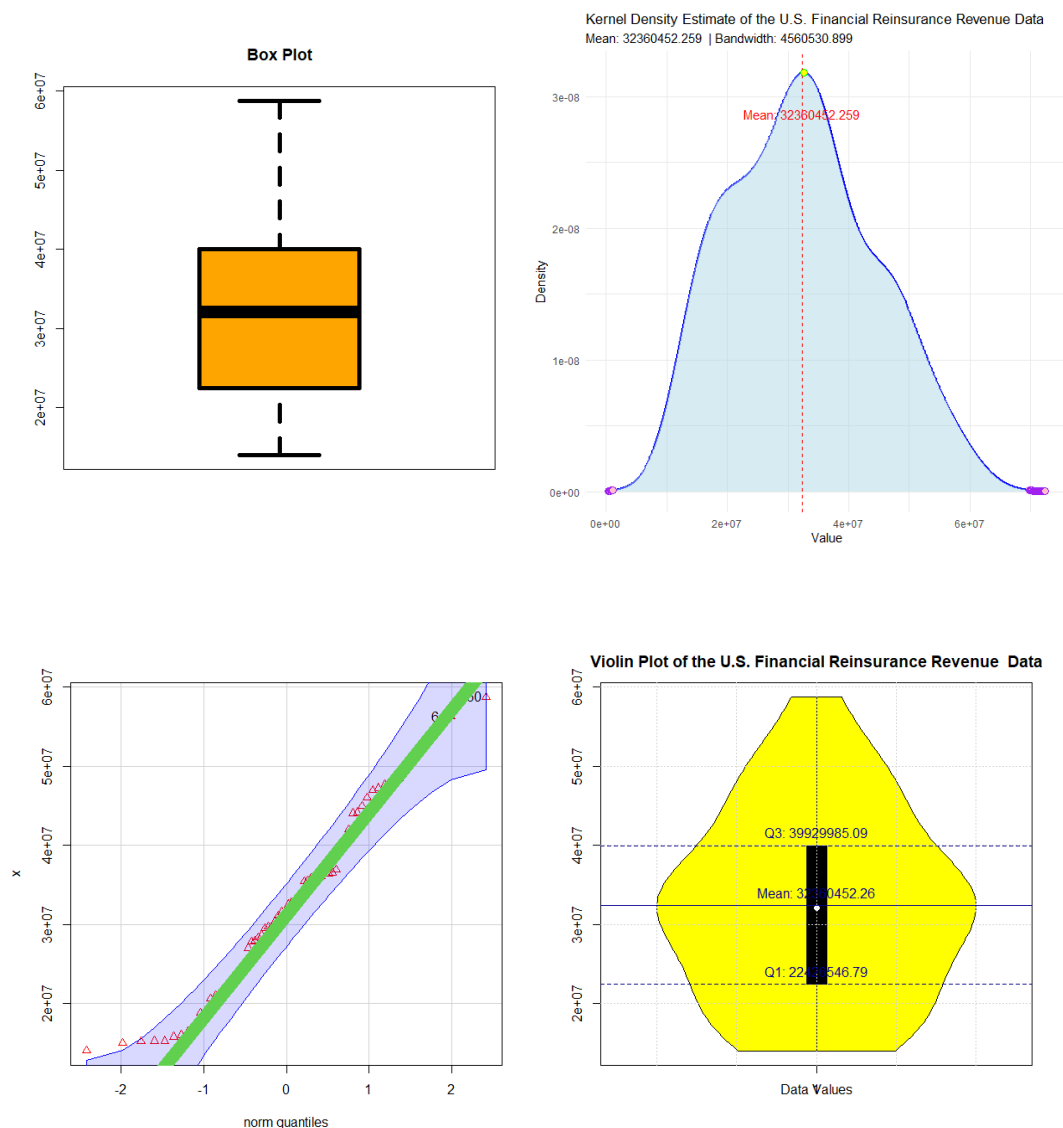 Kernel Density Estimate of the U.S. Financial Reinsurance Revenue Data
Mean: 32360452.259 | Bandwidth: 4560530.899
Box Plot
6e+07
5e+07
4e+07
3e+07
2e+07
Mean: 32360452.259
3e-08
2e-08
1e-08
0e+00
Density
0e+00 2e+07 4e+07 6e+07
Value
6e+07
5e+07
4e+07
3e+07
2e+07
x
-2 -1 0 1 2
norm quantiles
Violin Plot of the U.S. Financial Reinsurance Revenue Data
6e+07
5e+07
4e+07
3e+07
2e+07
Q3: 39929985.09
Mean: 32360452.26
Data Values
1